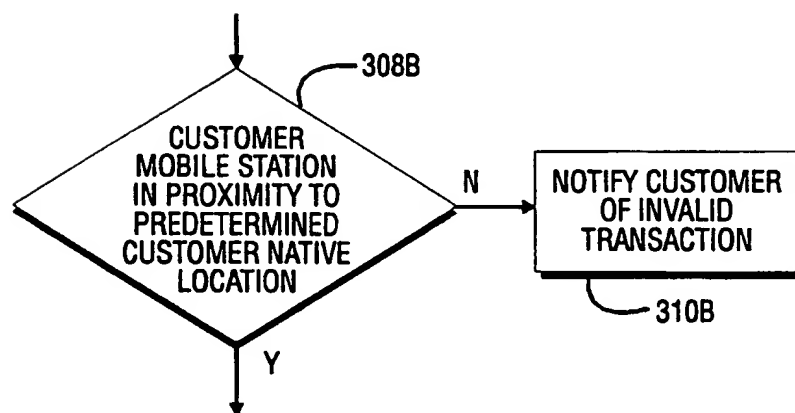 308B
CUSTOMER
MOBILE STATION
IN PROXIMITY TO
PREDETERMINED
CUSTOMER NATIVE
LOCATION
N
NOTIFY CUSTOMER
OF INVALID
TRANSACTION
310B
Y